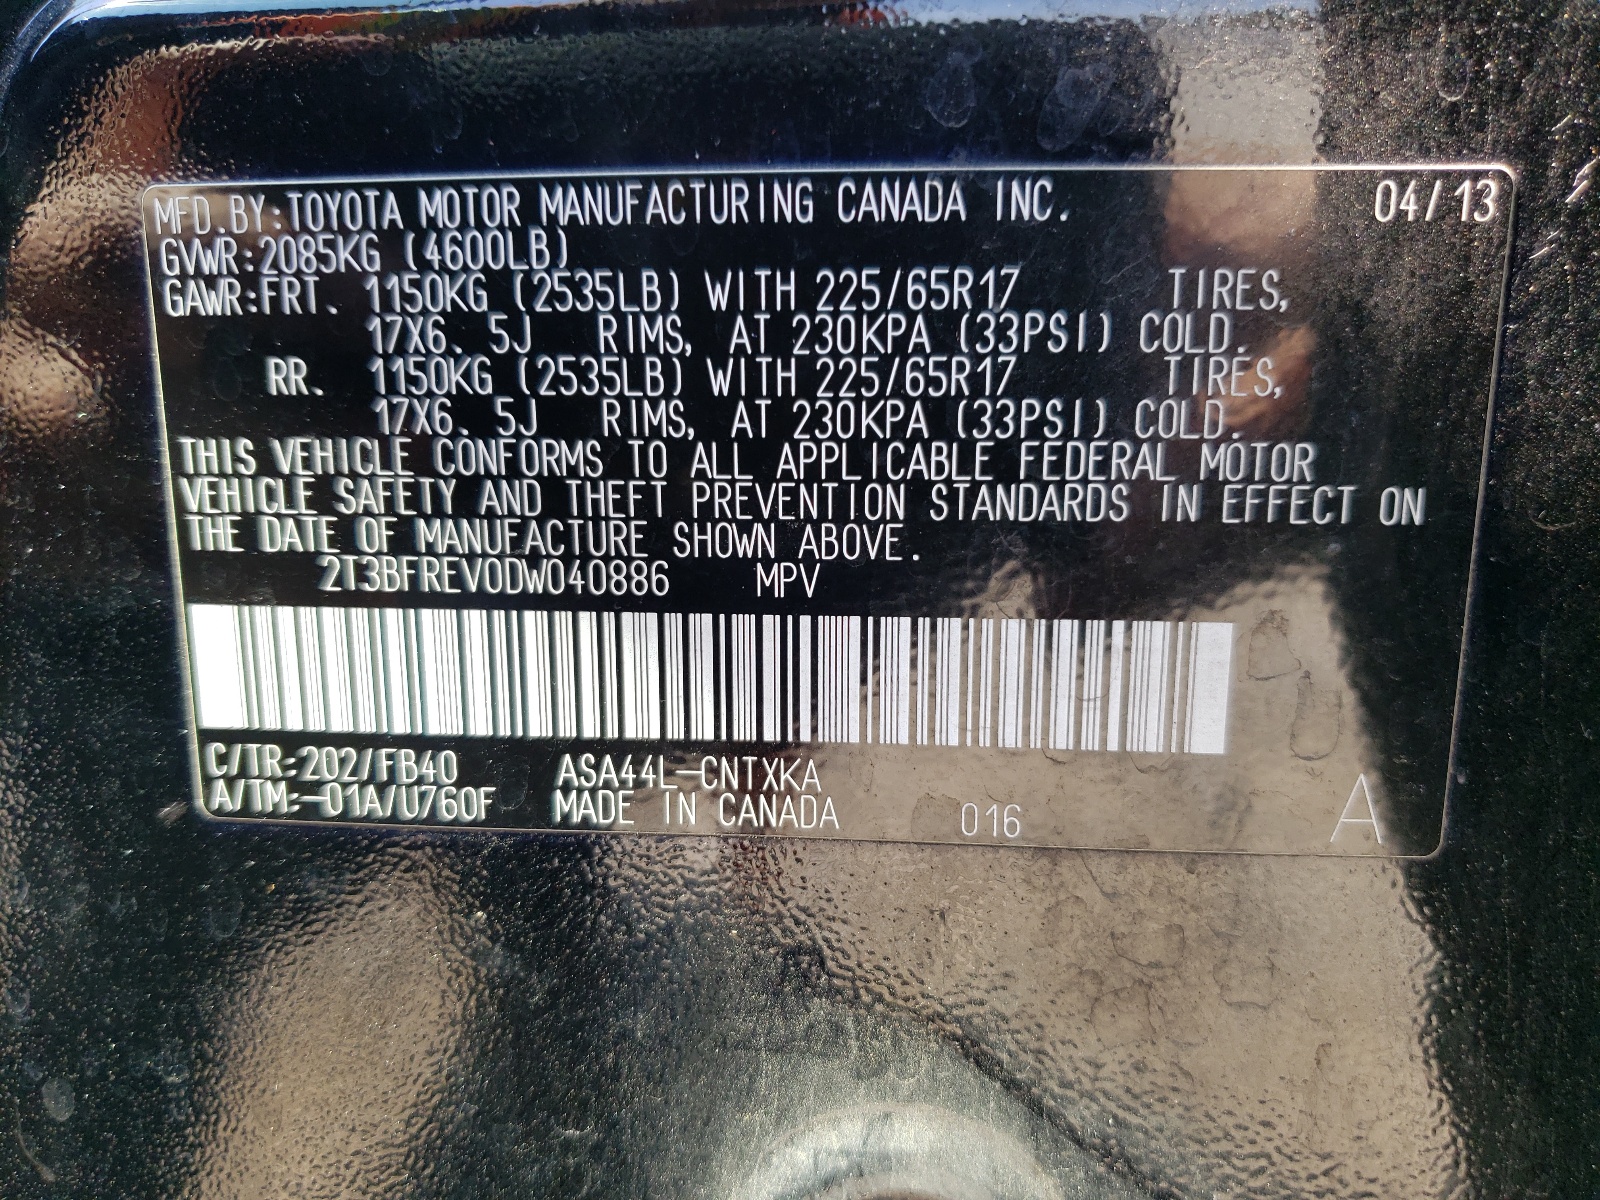 MFD.BY:TOYOTA MOTOR MANUFACTURING CANADA INC. 04/13
GVWR:2085KG (4600LB)
GAWR:FRT. 1150KG (2535LB) WITH 225/65R17 TIRES,
17X6.5J RIMS, AT 230KPA (33PSI) COLD.
RR. 1150KG (2535LB) WITH 225/65R17 TIRES,
17X6.5J RIMS, AT 230KPA (33PSI) COLD.
THIS VEHICLE CONFORMS TO ALL APPLICABLE FEDERAL MOTOR
VEHICLE SAFETY AND THEFT PREVENTION STANDARDS IN EFFECT ON
THE DATE OF MANUFACTURE SHOWN ABOVE.
2T3BFREV0DW040886 MPV
C/TR:202/FB40 ASA44L-CNTXKA
A/TM:-01A/U760F MADE IN CANADA 016 A